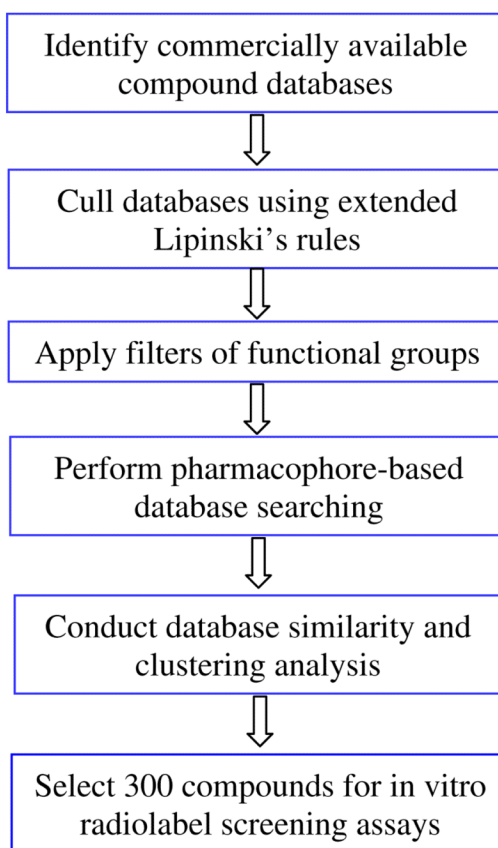 Identify commercially available
compound databases
Cull databases using extended
Lipinski's rules
Apply filters of functional groups
Perform pharmacophore-based
database searching
Conduct database similarity and
clustering analysis
Select 300 compounds for in vitro
radiolabel screening assays